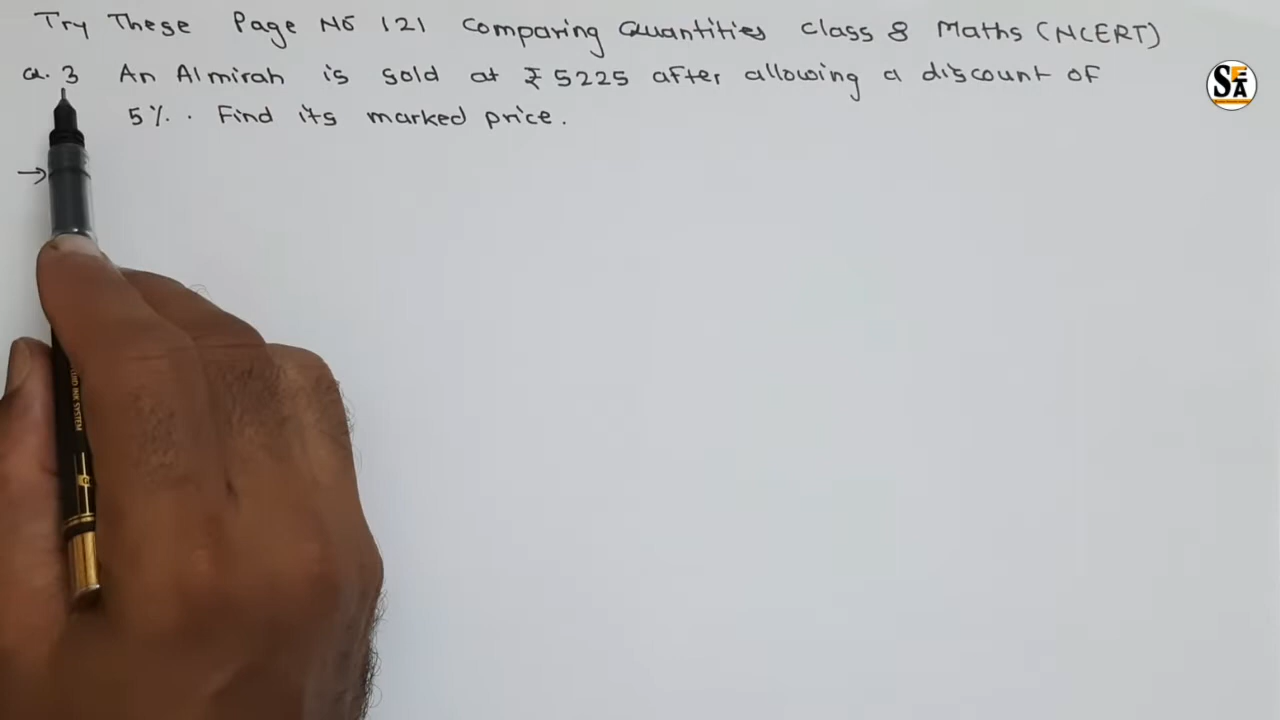 Try These Page No 121 Comparing Quantities Class 8 Maths (NCERT)
Q.3 An Almirah is sold at ₹ 5225 after allowing a discount of
5%. Find its marked price.
→
SFA